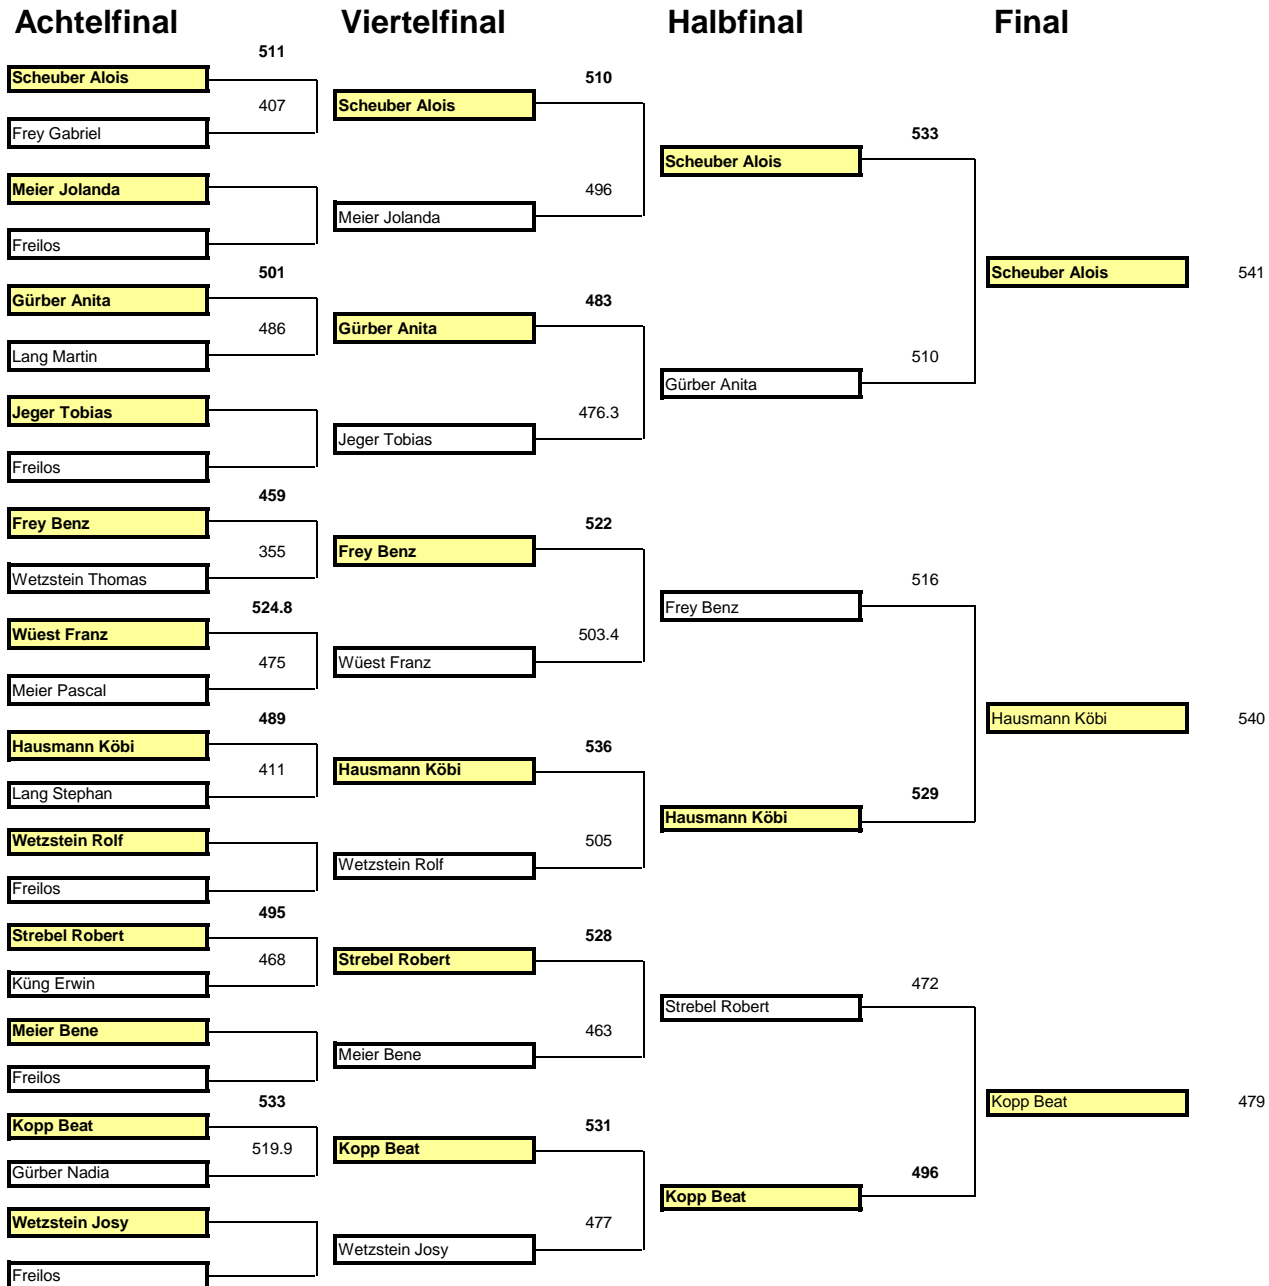 Achtelfinal
Viertelfinal
Halbfinal
Final
511
Scheuber Alois
407
Frey Gabriel
Meier Jolanda
Freilos
501
Gürber Anita
486
Lang Martin
Jeger Tobias
Freilos
459
Frey Benz
355
Wetzstein Thomas
524.8
Wüest Franz
475
Meier Pascal
489
Hausmann Köbi
411
Lang Stephan
Wetzstein Rolf
Freilos
495
Strebel Robert
468
Küng Erwin
Meier Bene
Freilos
533
Kopp Beat
519.9
Gürber Nadia
Wetzstein Josy
Freilos
510
Scheuber Alois
496
Meier Jolanda
483
Gürber Anita
476.3
Jeger Tobias
522
Frey Benz
503.4
Wüest Franz
536
Hausmann Köbi
505
Wetzstein Rolf
528
Strebel Robert
463
Meier Bene
531
Kopp Beat
477
Wetzstein Josy
533
Scheuber Alois
510
Gürber Anita
516
Frey Benz
529
Hausmann Köbi
472
Strebel Robert
496
Kopp Beat
Scheuber Alois 541
Hausmann Köbi 540
Kopp Beat 479